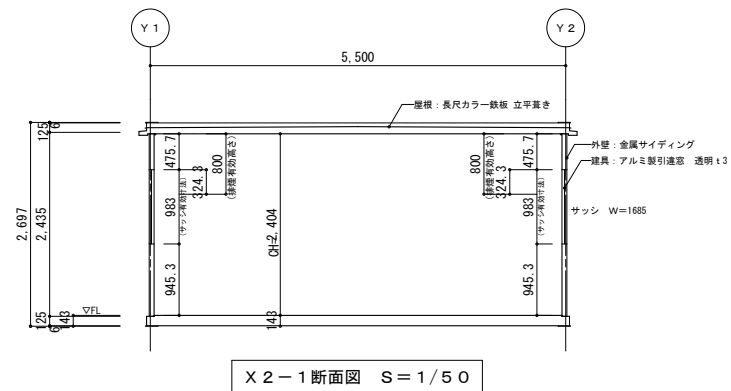 Ｙ１
Ｙ２
5,500
屋根：長尺カラー鉄板 立平葺き
外壁：金属サイディング
建具：アルミ製引違窓 透明ｔ3
サッシ W=1685
2,697
125
6
2,435
125
6
143
▽FL
475.7
983
(サッシ有効寸法)
945.3
324.3
800
(排煙有効高さ)
CH=2,404
143
800
(排煙有効高さ)
324.3
475.7
983
(サッシ有効寸法)
945.3
Ｘ２－１断面図 Ｓ＝１/５０